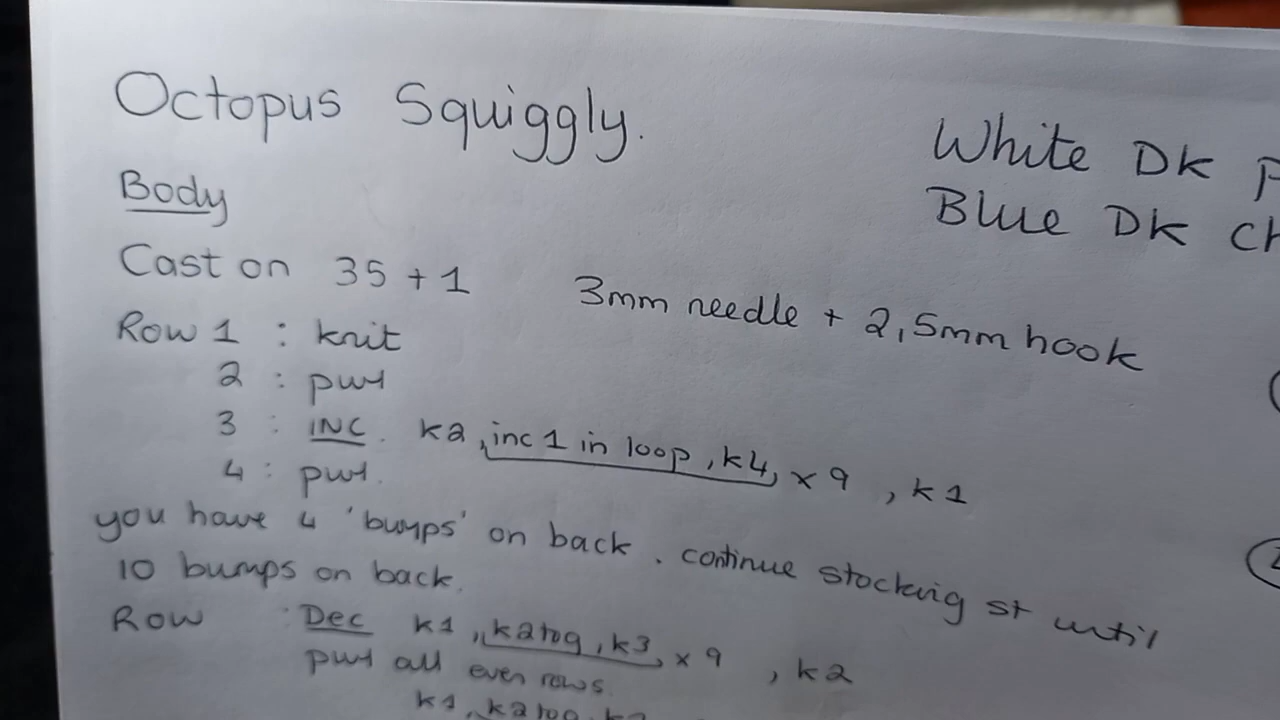 Octopus Squiggly.
White DK
Blue DK
Body
Cast on 35 + 1
3mm needle + 2,5mm hook
Row 1 : knit
2 : purl
3 : INC. k2, inc 1 in loop, k4, x 9 , k1
4 : purl.
you have 4 'bumps' on back. continue stocking st until
10 bumps on back.
Row : Dec k1, k2tog, k3, x 9 , k2
purl all even rows.
k1, k2tog,